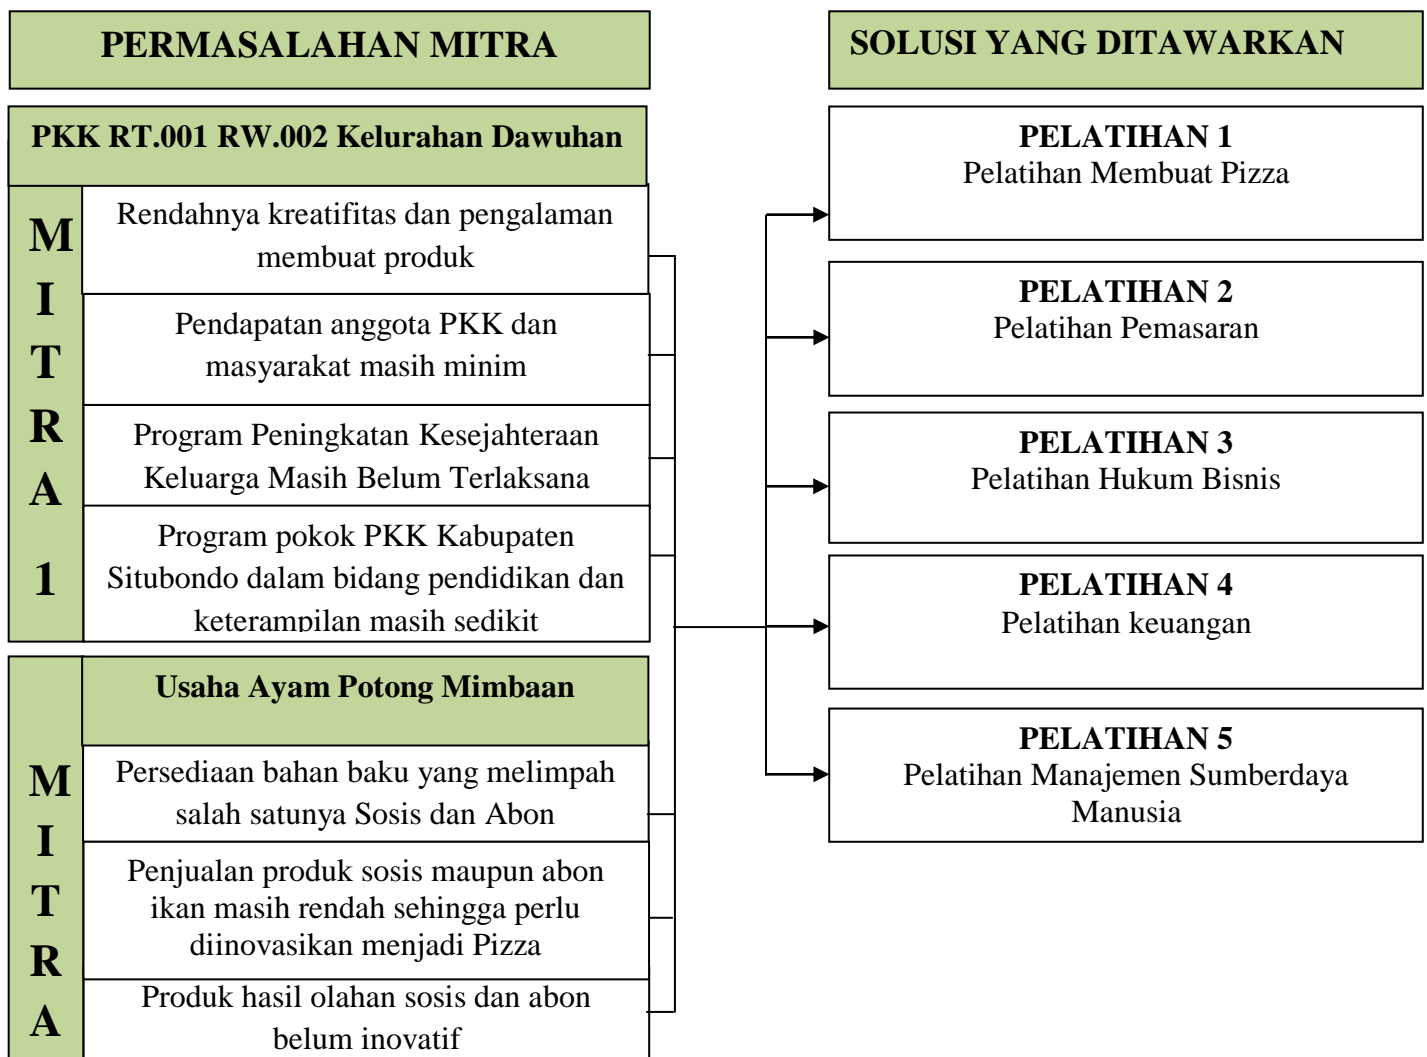 PERMASALAHAN MITRA
PKK RT.001 RW.002 Kelurahan Dawuhan
M
I
T
R
A
1
Rendahnya kreatifitas dan pengalaman
membuat produk
Pendapatan anggota PKK dan
masyarakat masih minim
Program Peningkatan Kesejahteraan
Keluarga Masih Belum Terlaksana
Program pokok PKK Kabupaten
Situbondo dalam bidang pendidikan dan
keterampilan masih sedikit
M
I
T
R
A
Usaha Ayam Potong Mimbaan
Persediaan bahan baku yang melimpah
salah satunya Sosis dan Abon
Penjualan produk sosis maupun abon
ikan masih rendah sehingga perlu
diinovasikan menjadi Pizza
Produk hasil olahan sosis dan abon
belum inovatif
SOLUSI YANG DITAWARKAN
PELATIHAN 1
Pelatihan Membuat Pizza
PELATIHAN 2
Pelatihan Pemasaran
PELATIHAN 3
Pelatihan Hukum Bisnis
PELATIHAN 4
Pelatihan keuangan
PELATIHAN 5
Pelatihan Manajemen Sumberdaya
Manusia